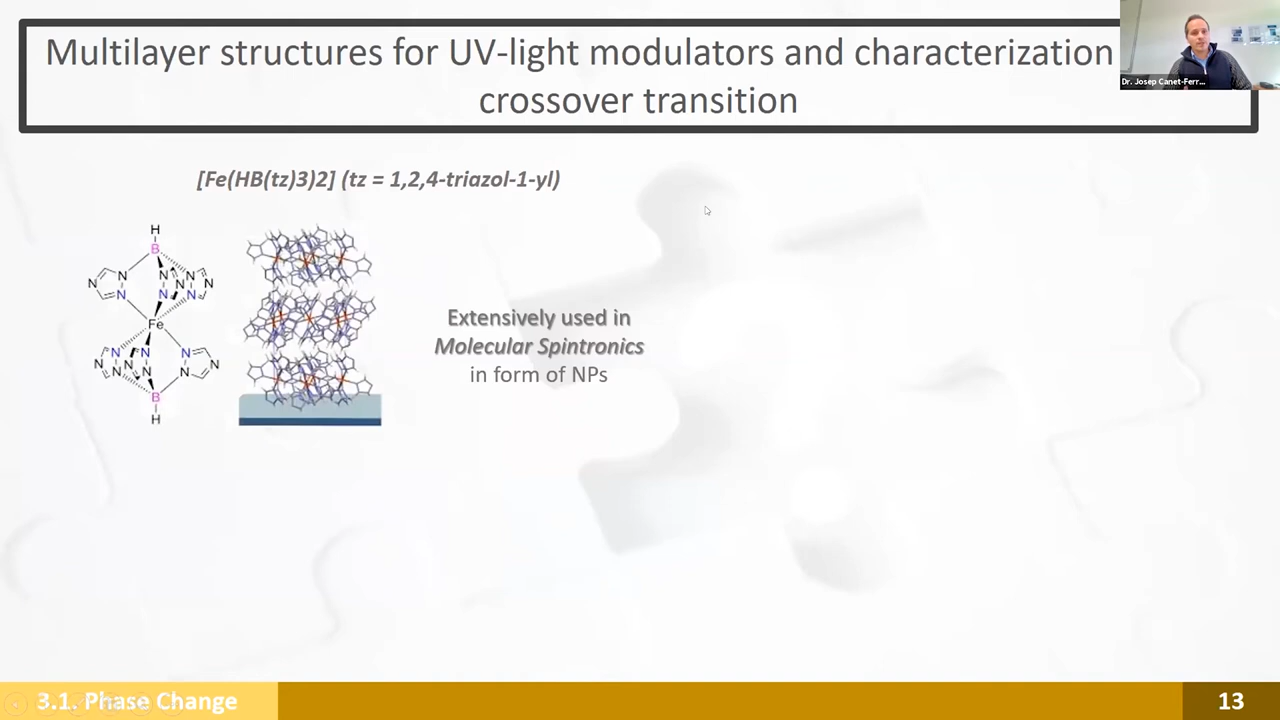 Multilayer structures for UV-light modulators and characterization
crossover transition
Dr. Josep Canet-Ferr...
[Fe(HB(tz)3)2] (tz = 1,2,4-triazol-1-yl)
H
B
N N N N N N N N N
Fe
N N N N N N N N N
B
H
Extensively used in
Molecular Spintronics
in form of NPs
3.1. Phase Change
13